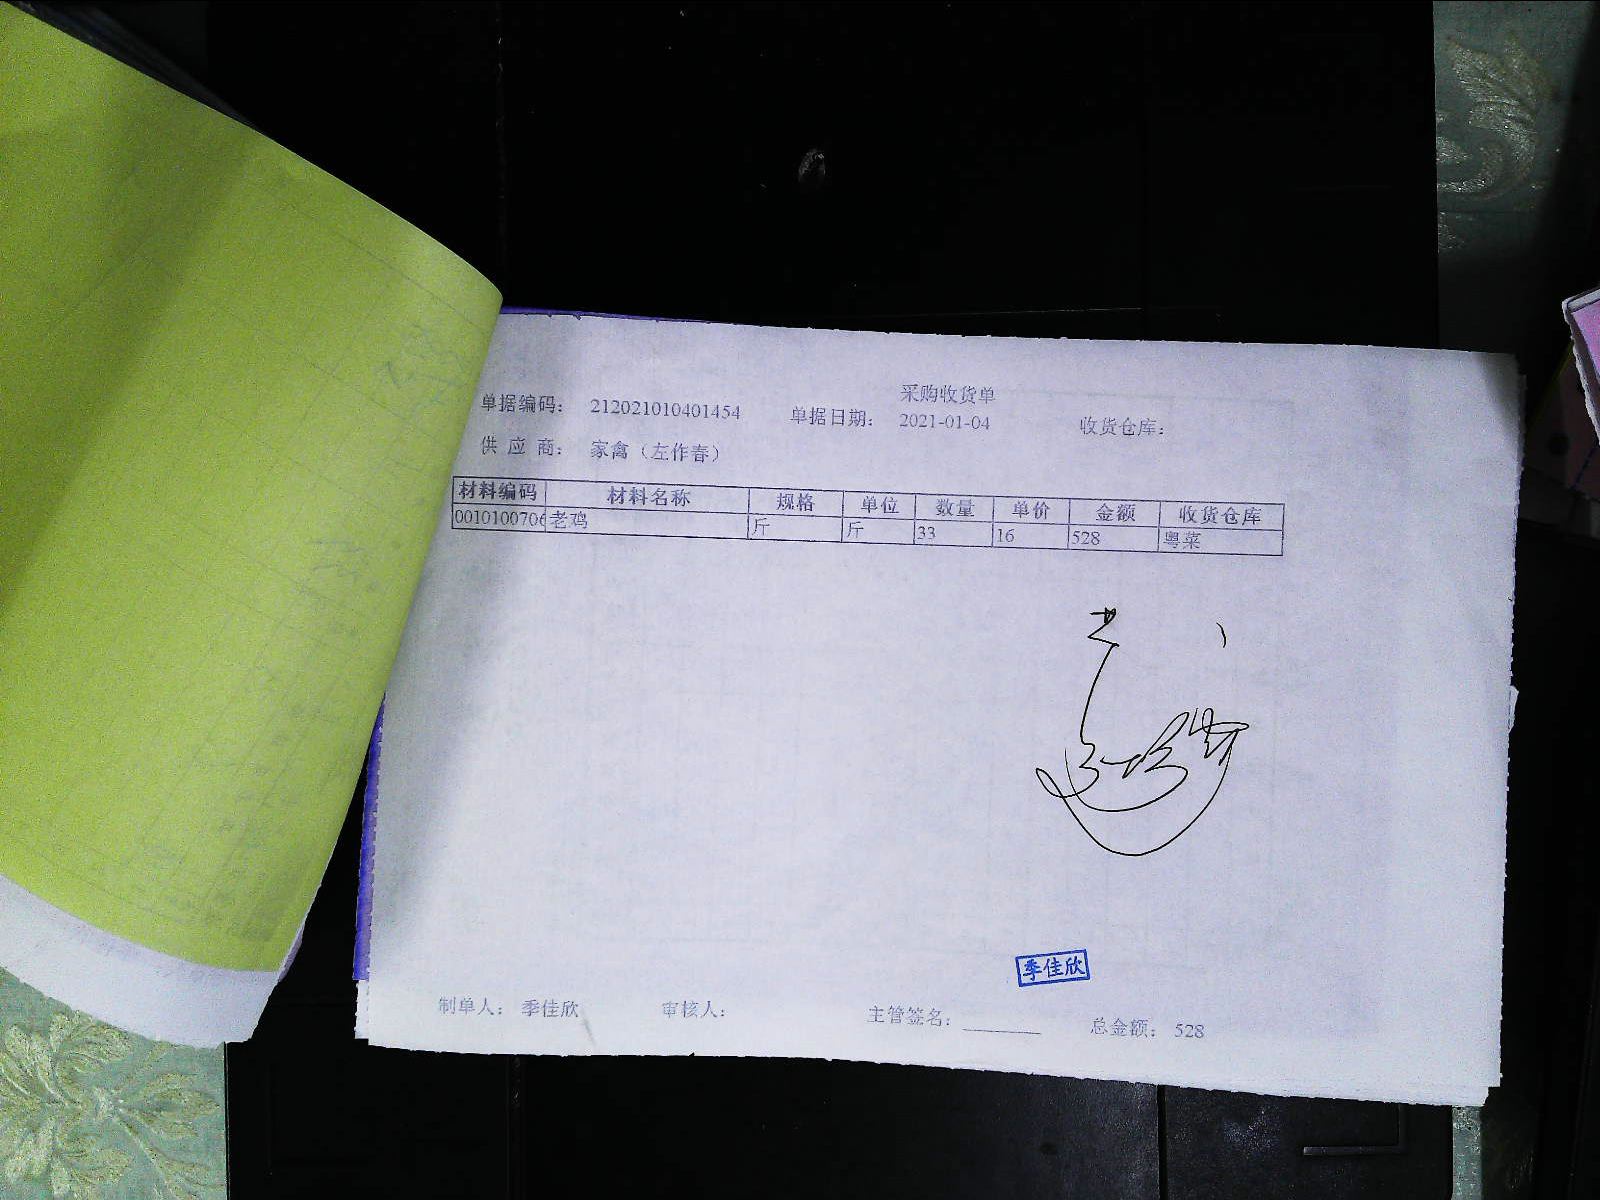 采购收货单
单据编码： 212021010401454 单据日期： 2021-01-04 收货仓库：
供 应 商： 家禽（左作春）
材料编码 材料名称 规格 单位 数量 单价 金额 收货仓库
0010100706 老鸡 斤 斤 33 16 528 粤菜
季佳欣
制单人： 季佳欣 审核人： 主管签名： 总金额： 528